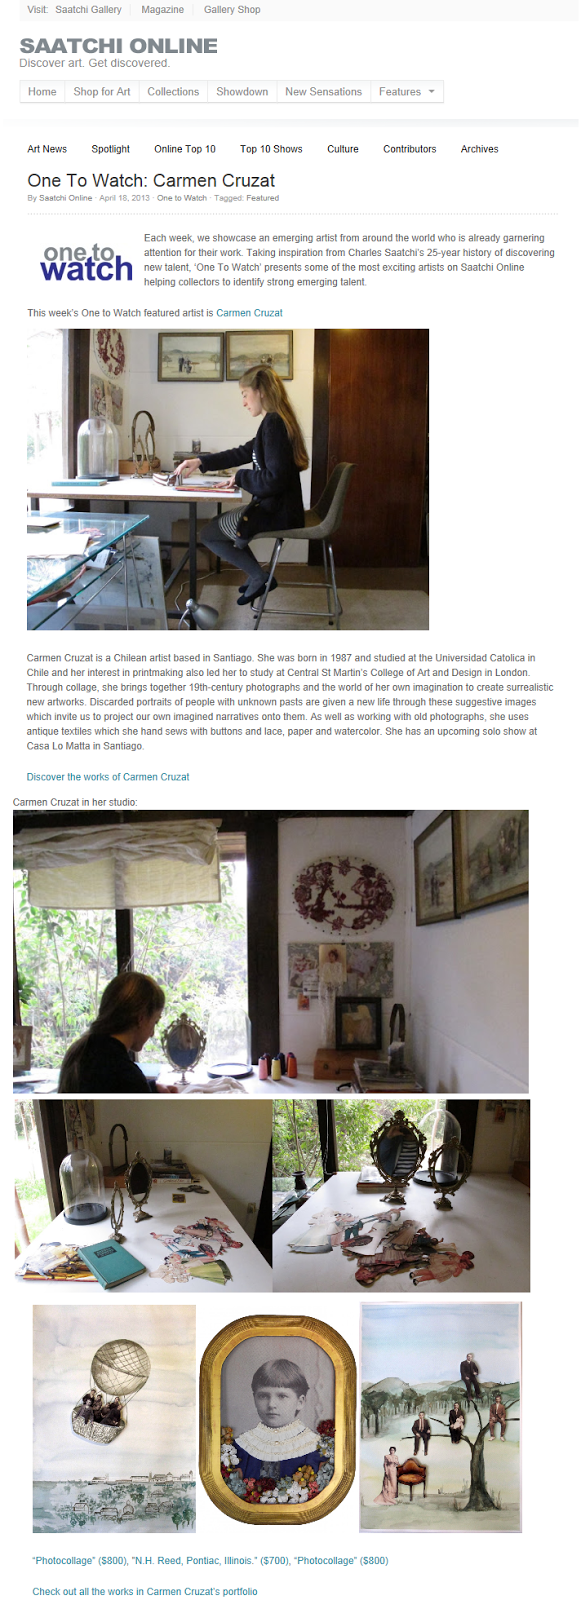 Visit: Saatchi Gallery Magazine Gallery Shop
SAATCHI ONLINE
Discover art. Get discovered.
Home Shop for Art Collections Showdown New Sensations Features
Art News Spotlight Online Top 10 Top 10 Shows Culture Contributors Archives
One To Watch: Carmen Cruzat
By Saatchi Online · April 18, 2013 · One to Watch · Tagged: Featured
one to
watch
Each week, we showcase an emerging artist from around the world who is already garnering
attention for their work. Taking inspiration from Charles Saatchi's 25-year history of discovering
new talent, 'One To Watch' presents some of the most exciting artists on Saatchi Online
helping collectors to identify strong emerging talent.
This week's One to Watch featured artist is Carmen Cruzat
Carmen Cruzat is a Chilean artist based in Santiago. She was born in 1987 and studied at the Universidad Catolica in
Chile and her interest in printmaking also led her to study at Central St Martin's College of Art and Design in London.
Through collage, she brings together 19th-century photographs and the world of her own imagination to create surrealistic
new artworks. Discarded portraits of people with unknown pasts are given a new life through these suggestive images
which invite us to project our own imagined narratives onto them. As well as working with old photographs, she uses
antique textiles which she hand sews with buttons and lace, paper and watercolor. She has an upcoming solo show at
Casa Lo Matta in Santiago.
Discover the works of Carmen Cruzat
Carmen Cruzat in her studio:
"Photocollage" ($800), "N.H. Reed, Pontiac, Illinois." ($700), "Photocollage" ($800)
Check out all the works in Carmen Cruzat's portfolio